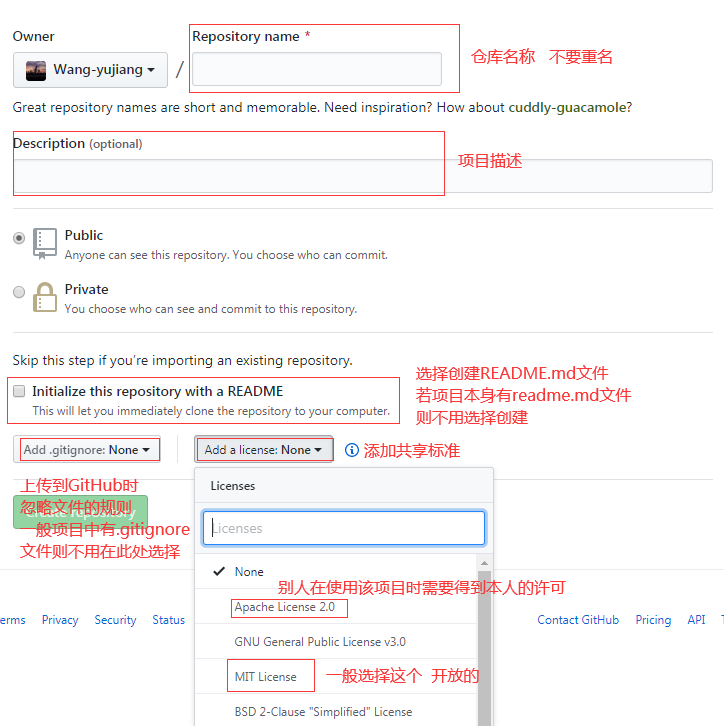 Owner
Repository name *
仓库名称 不要重名
Wang-yujiang
/
Great repository names are short and memorable. Need inspiration? How about cuddly-guacamole?
Description (optional)
项目描述
Public
Anyone can see this repository. You choose who can commit.
Private
You choose who can see and commit to this repository.
Skip this step if you're importing an existing repository.
选择创建README.md文件
若项目本身有readme.md文件
则不用选择创建
Initialize this repository with a README
This will let you immediately clone the repository to your computer.
Add .gitignore: None
Add a license: None
添加共享标准
上传到GitHub时
忽略文件的规则
一般项目中有.gitignore
文件则不用在此处选择
Licenses
Licenses
None
别人在使用该项目时需要得到本人的许可
Apache License 2.0
GNU General Public License v3.0
MIT License
一般选择这个 开放的
BSD 2-Clause "Simplified" License
erms Privacy Security Status
Contact GitHub Pricing API